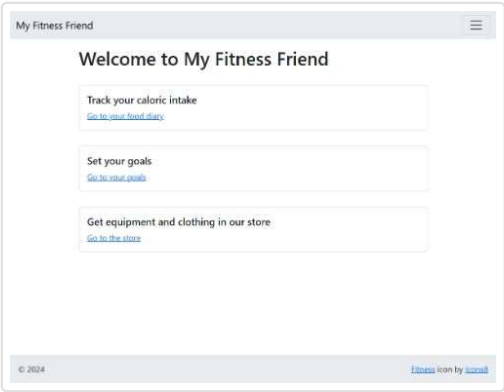 My Fitness Friend
Welcome to My Fitness Friend
Track your caloric intake
Go to your food diary
Set your goals
Go to your goals
Get equipment and clothing in our store
Go to the store
© 2024
Fitness icon by Icons8